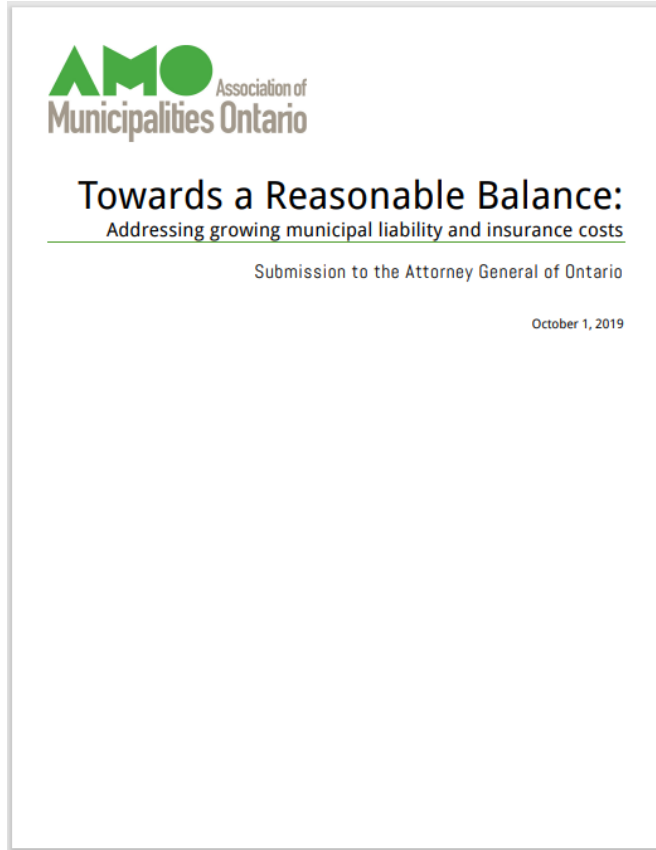 AMO Association of
Municipalities Ontario
Towards a Reasonable Balance:
Addressing growing municipal liability and insurance costs
Submission to the Attorney General of Ontario
October 1, 2019